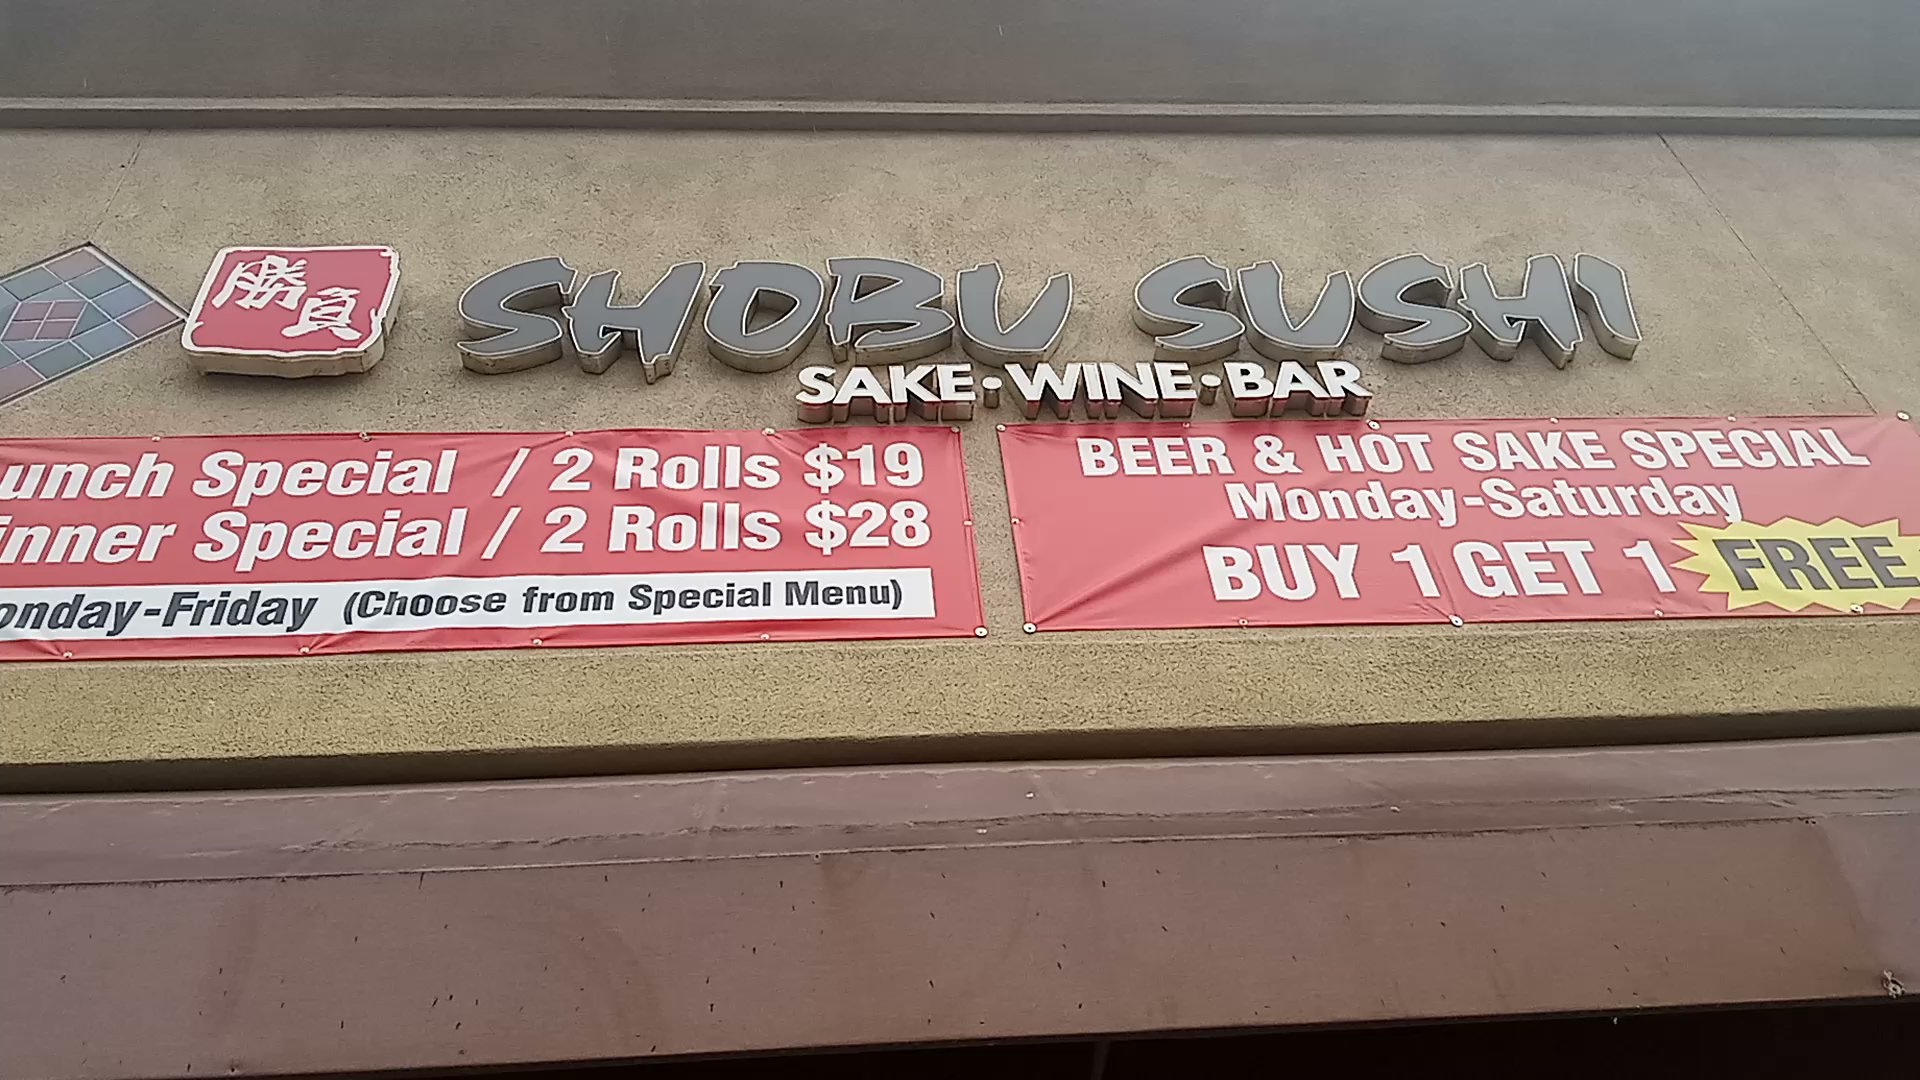 勝負
SHOBU SUSHI
SAKE·WINE·BAR
unch Special / 2 Rolls $19
inner Special / 2 Rolls $28
onday-Friday (Choose from Special Menu)
BEER & HOT SAKE SPECIAL
Monday-Saturday
BUY 1 GET 1 FREE